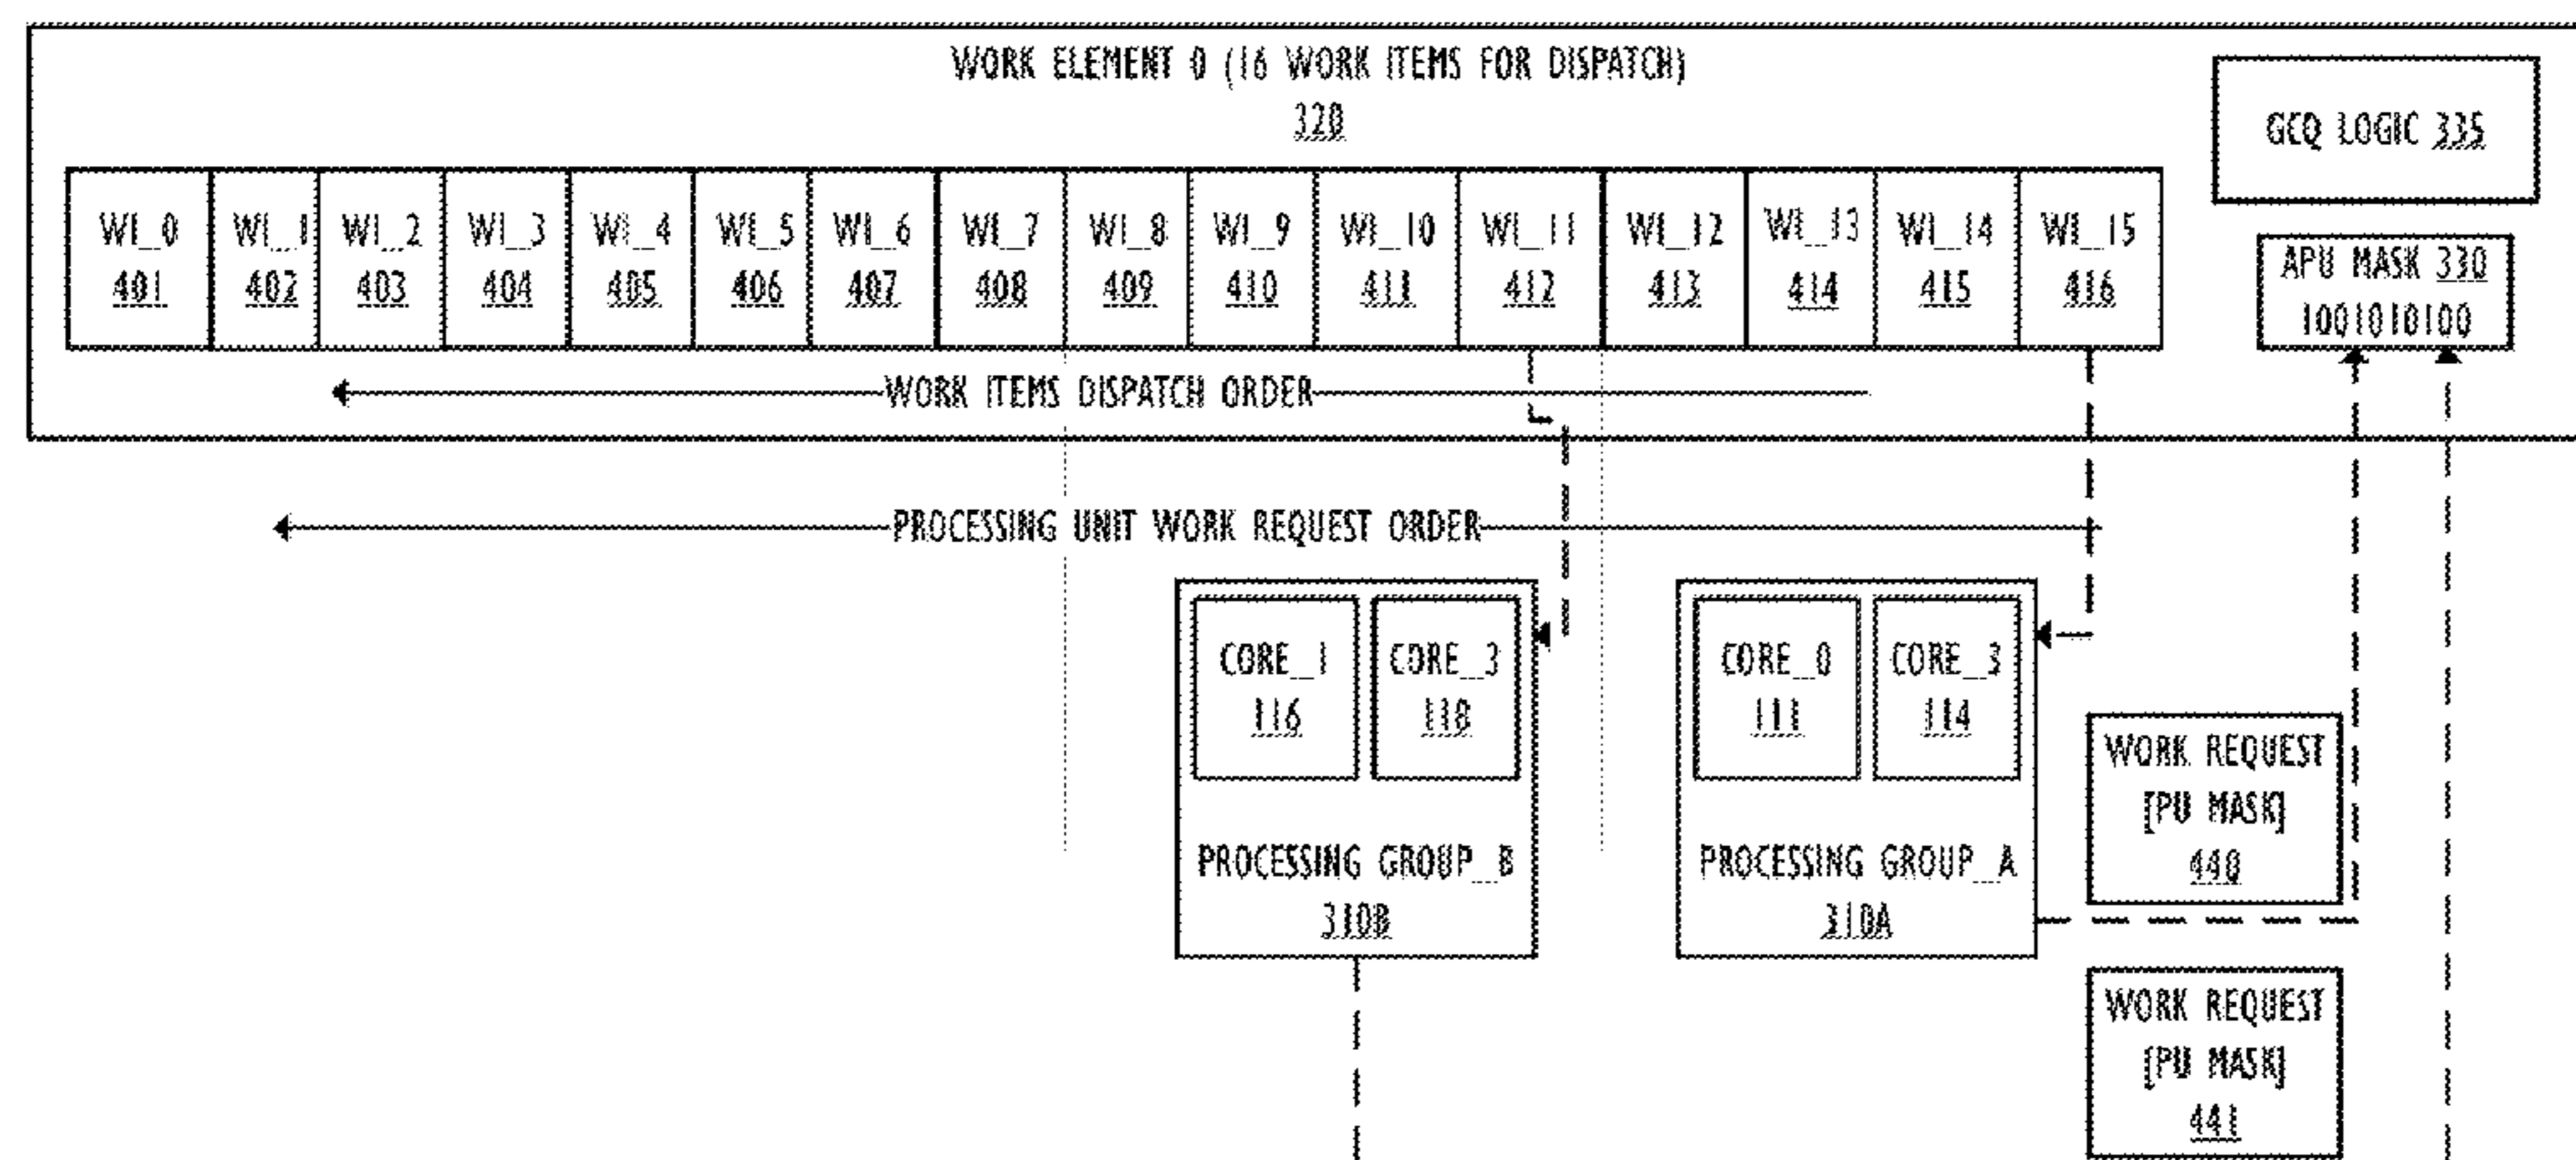 WORK ELEMENT 0 (16 WORK ITEMS FOR DISPATCH)
320
GCQ LOGIC 335
WI_0 WI_1 WI_2 WI_3 WI_4 WI_5 WI_6 WI_7 WI_8 WI_9 WI_10 WI_11 WI_12 WI_13 WI_14 WI_15
401 402 403 404 405 406 407 408 409 410 411 412 413 414 415 416
APU MASK 330
1001010100
WORK ITEMS DISPATCH ORDER
PROCESSING UNIT WORK REQUEST ORDER
CORE_1
116
CORE_3
118
PROCESSING GROUP_B
310B
CORE_0
111
CORE_3
114
PROCESSING GROUP_A
310A
WORK REQUEST
[PU MASK]
440
WORK REQUEST
[PU MASK]
441